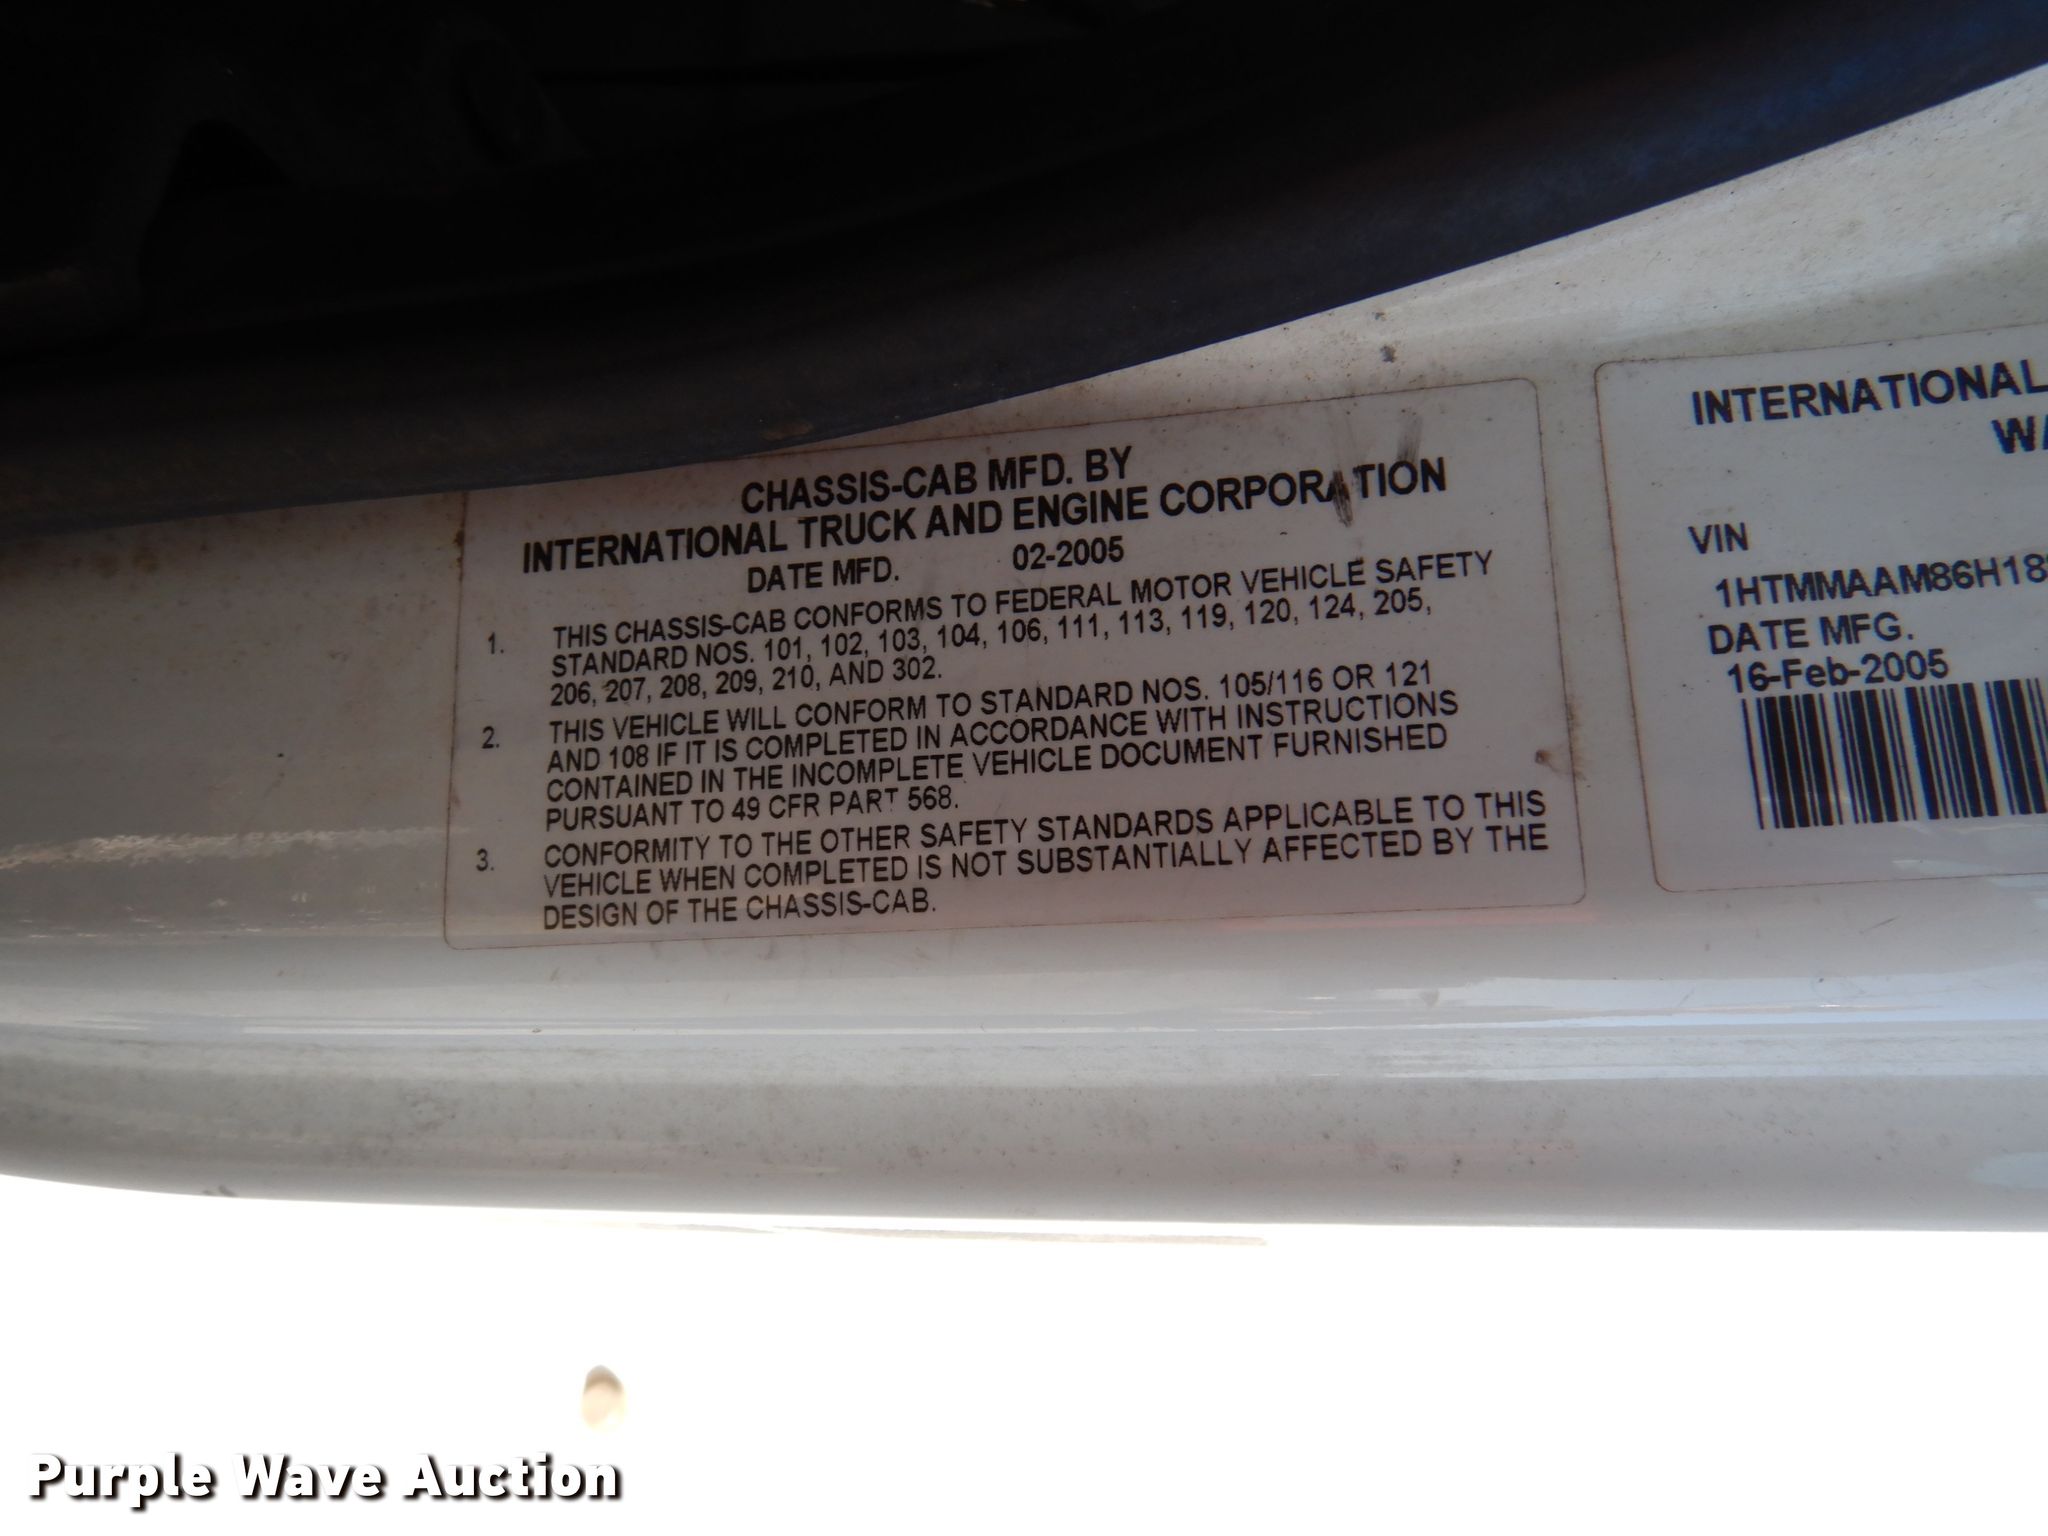 CHASSIS-CAB MFD. BY
INTERNATIONAL TRUCK AND ENGINE CORPORATION
DATE MFD. 02-2005
1. THIS CHASSIS-CAB CONFORMS TO FEDERAL MOTOR VEHICLE SAFETY
STANDARD NOS. 101, 102, 103, 104, 106, 111, 113, 119, 120, 124, 205,
206, 207, 208, 209, 210, AND 302.
2. THIS VEHICLE WILL CONFORM TO STANDARD NOS. 105/116 OR 121
AND 108 IF IT IS COMPLETED IN ACCORDANCE WITH INSTRUCTIONS
CONTAINED IN THE INCOMPLETE VEHICLE DOCUMENT FURNISHED
PURSUANT TO 49 CFR PART 568.
3. CONFORMITY TO THE OTHER SAFETY STANDARDS APPLICABLE TO THIS
VEHICLE WHEN COMPLETED IS NOT SUBSTANTIALLY AFFECTED BY THE
DESIGN OF THE CHASSIS-CAB.
INTERNATIONAL
VIN
1HTMMAAM86H18
DATE MFG.
16-Feb-2005
Purple Wave Auction